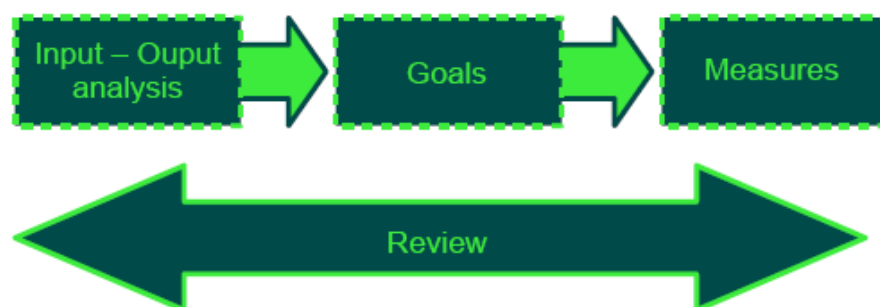 Input – Ouput
analysis
Goals
Measures
Review